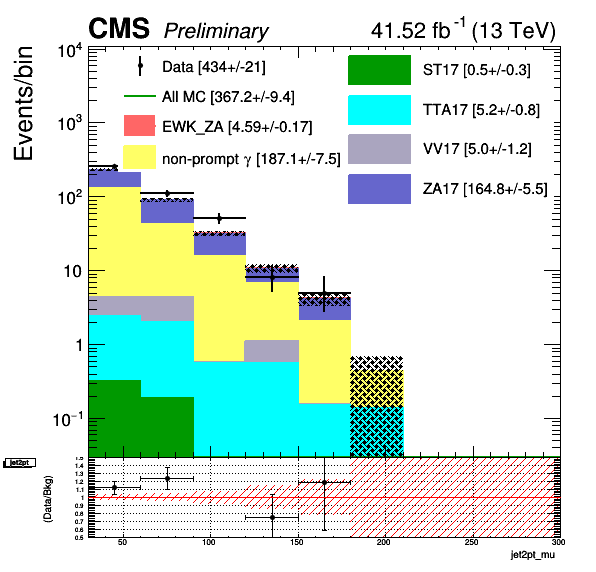 CMS Preliminary 41.52 fb⁻¹ (13 TeV)
Events/bin
10⁴
10³
10²
10
1
10⁻¹
Data [434+/-21]
All MC [367.2+/-9.4]
EWK_ZA [4.59+/-0.17]
non-prompt γ [187.1+/-7.5]
ST17 [0.5+/-0.3]
TTA17 [5.2+/-0.8]
VV17 [5.0+/-1.2]
ZA17 [164.8+/-5.5]
jet2pt
(Data/Bkg)
1.5
1.4
1.3
1.2
1.1
1
0.9
0.8
0.7
0.6
0.5
50 100 150 200 250 300
jet2pt_mu